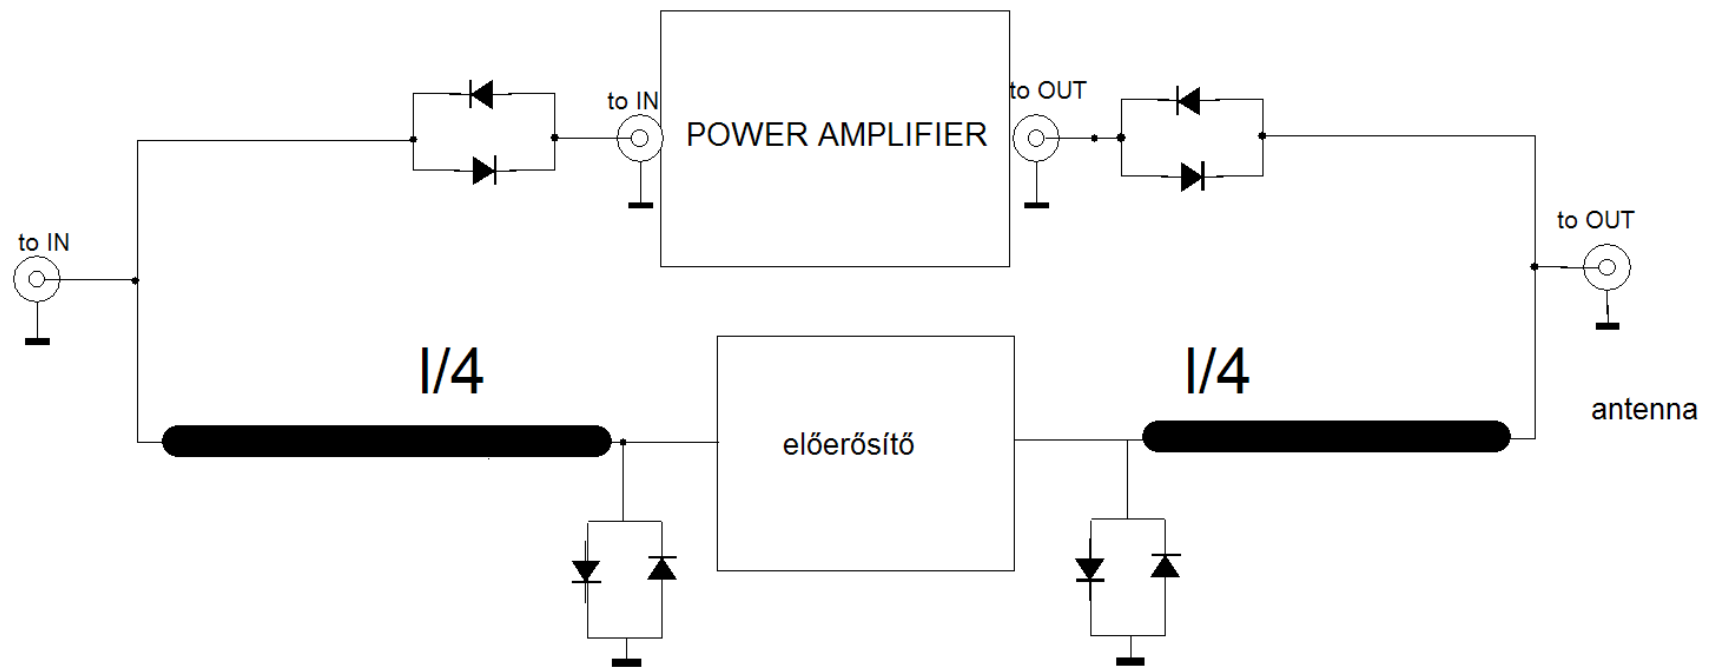 to IN
POWER AMPLIFIER
to OUT
to IN
to OUT
l/4
l/4
antenna
előerősítő